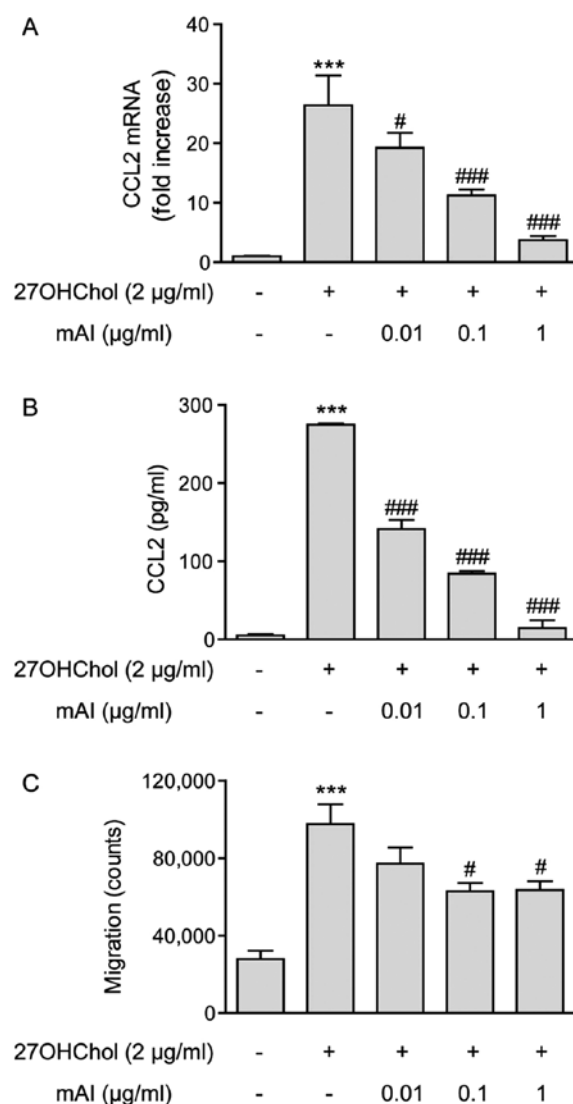 A
CCL2 mRNA
(fold increase)
40
30
20
10
0
***
#
###
###
27OHChol (2 µg/ml) - + + + +
mAI (µg/ml) - - 0.01 0.1 1
B
CCL2 (pg/ml)
300
200
100
0
***
###
###
###
27OHChol (2 µg/ml) - + + + +
mAI (µg/ml) - - 0.01 0.1 1
C
Migration (counts)
120,000
80,000
40,000
0
***
#
#
27OHChol (2 µg/ml) - + + + +
mAI (µg/ml) - - 0.01 0.1 1